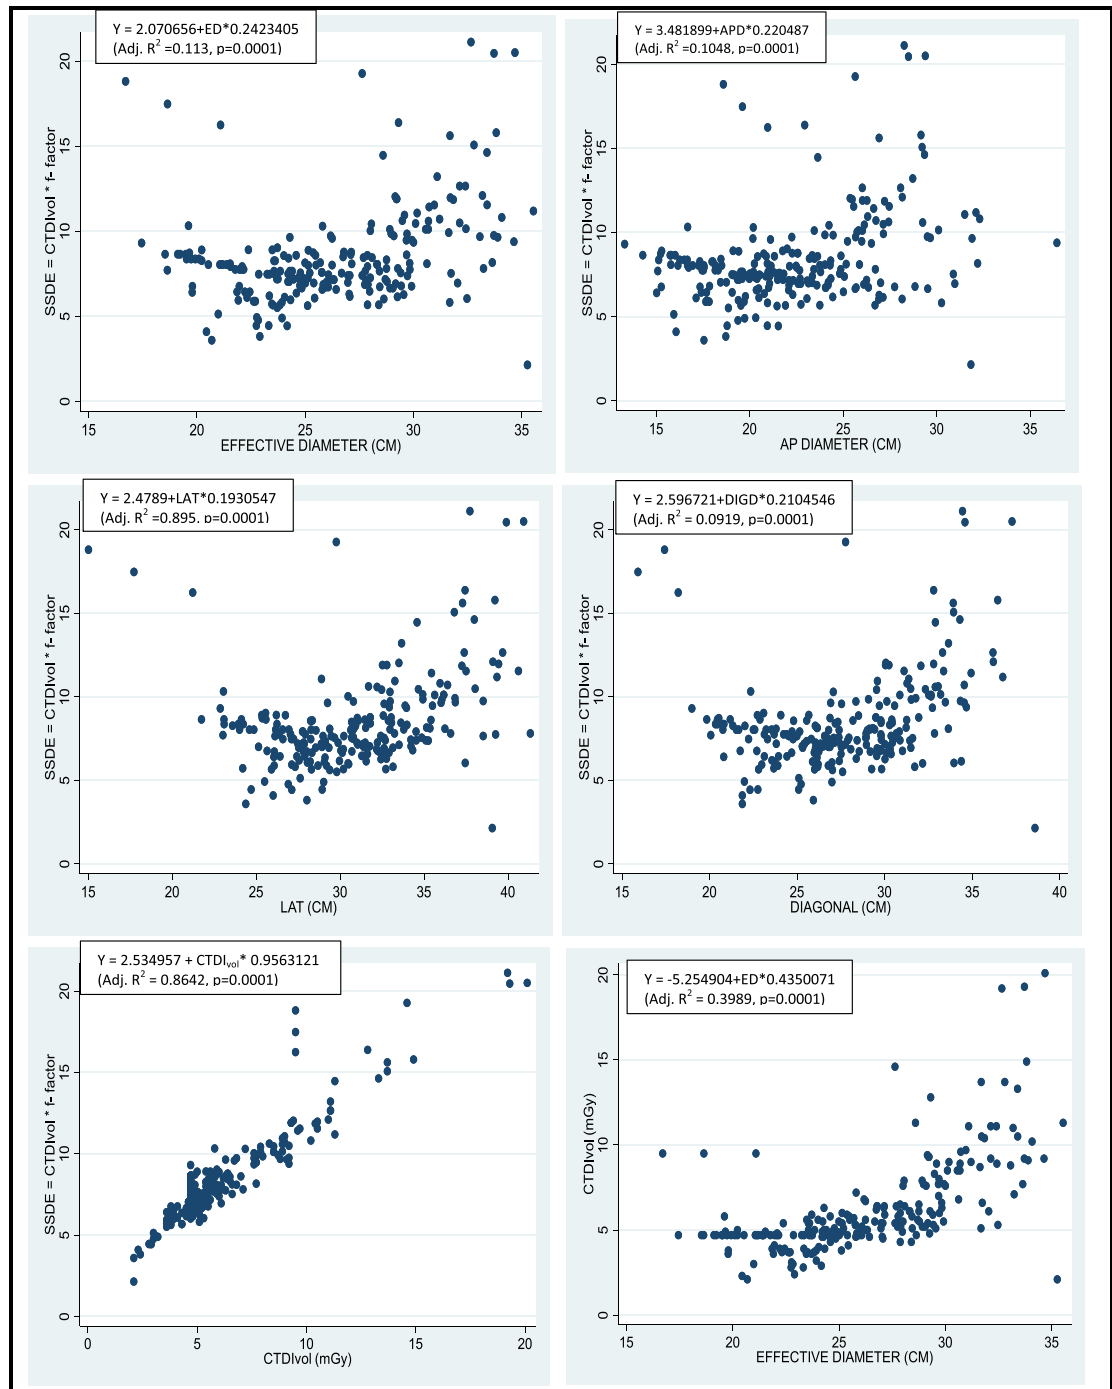 Y = 2.070656+ED*0.2423405
(Adj. R² =0.113, p=0.0001)
SSDE = CTDIvol * f- factor
20
15
10
5
0
15 20 25 30 35
EFFECTIVE DIAMETER (CM)
Y = 3.481899+APD*0.220487
(Adj. R² =0.1048, p=0.0001)
SSDE = CTDIvol * f- factor
20
15
10
5
0
15 20 25 30 35
AP DIAMETER (CM)
Y = 2.4789+LAT*0.1930547
(Adj. R² =0.895. p=0.0001)
SSDE = CTDIvol * f- factor
20
15
10
5
0
15 20 25 30 35 40
LAT (CM)
Y = 2.596721+DIGD*0.2104546
(Adj. R² = 0.0919, p=0.0001)
SSDE = CTDIvol * f- factor
20
15
10
5
0
15 20 25 30 35 40
DIAGONAL (CM)
Y = 2.534957 + CTDIvol* 0.9563121
(Adj. R² = 0.8642, p=0.0001)
SSDE = CTDIvol * f- factor
20
15
10
5
0
0 5 10 15 20
CTDIvol (mGy)
Y = -5.254904+ED*0.4350071
(Adj. R² = 0.3989, p=0.0001)
CTDIvol (mGy)
20
15
10
5
0
15 20 25 30 35
EFFECTIVE DIAMETER (CM)